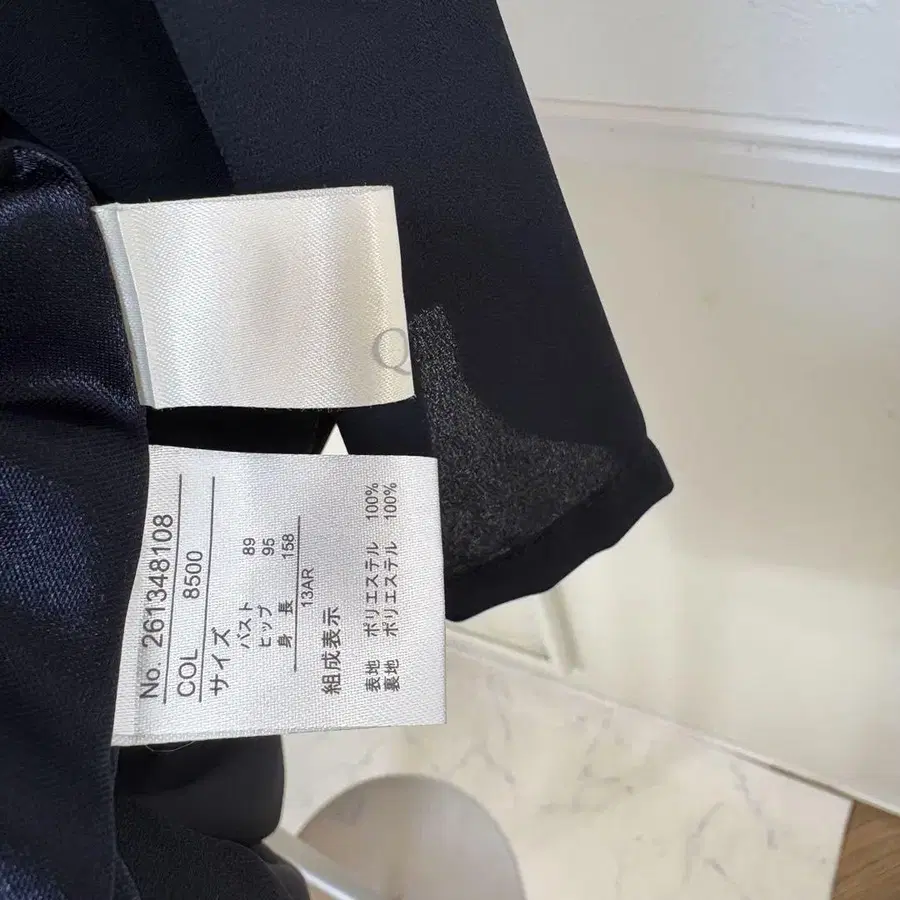 Q
No. 261348108
COL 8500
サイズ
バスト 89
ヒップ 95
身 長 158
13AR
組成表示
表地 ポリエステル 100%
裏地 ポリエステル 100%